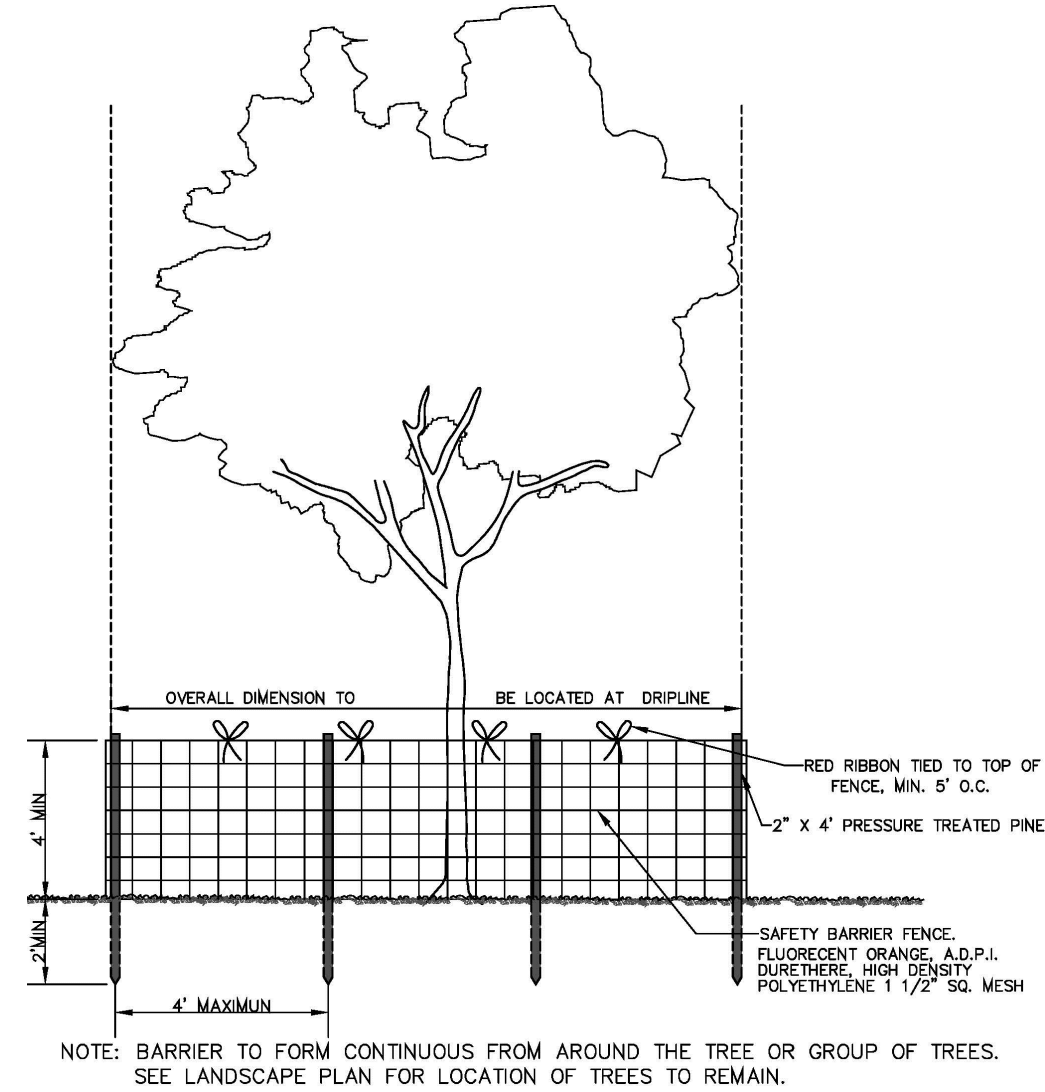 OVERALL DIMENSION TO BE LOCATED AT DRIPLINE
RED RIBBON TIED TO TOP OF
FENCE, MIN. 5' O.C.
2" X 4' PRESSURE TREATED PINE
4' MIN
2'MIN
SAFETY BARRIER FENCE.
FLUORECENT ORANGE, A.D.P.I.
DURETHERE, HIGH DENSITY
POLYETHYLENE 1 1/2" SQ. MESH
4' MAXIMUN
NOTE: BARRIER TO FORM CONTINUOUS FROM AROUND THE TREE OR GROUP OF TREES.
SEE LANDSCAPE PLAN FOR LOCATION OF TREES TO REMAIN.